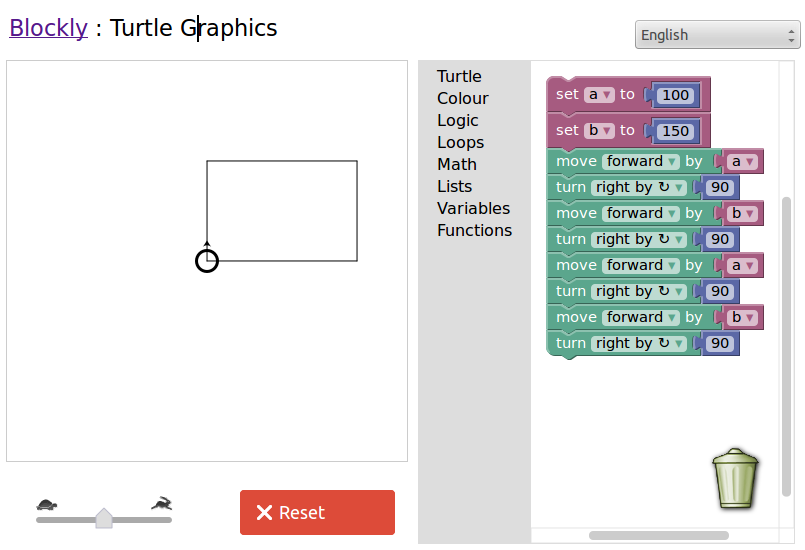 Blockly : Turtle Graphics
English
Turtle
Colour
Logic
Loops
Math
Lists
Variables
Functions
set a to 100
set b to 150
move forward by a
turn right by ↻ 90
move forward by b
turn right by ↻ 90
move forward by a
turn right by ↻ 90
move forward by b
turn right by ↻ 90
Reset